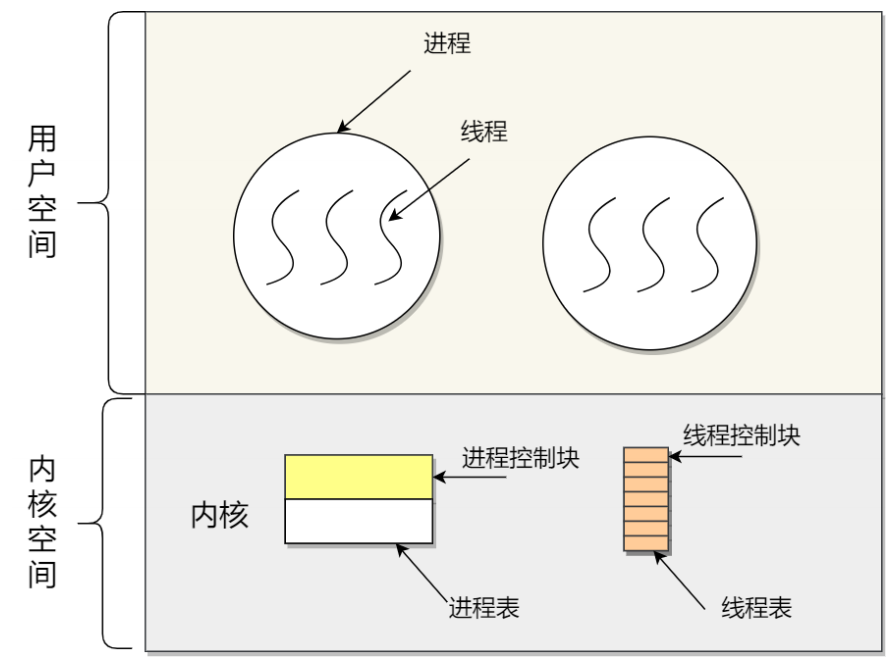 进程
线程
用户空间
线程控制块
进程控制块
内核
内核空间
进程表
线程表